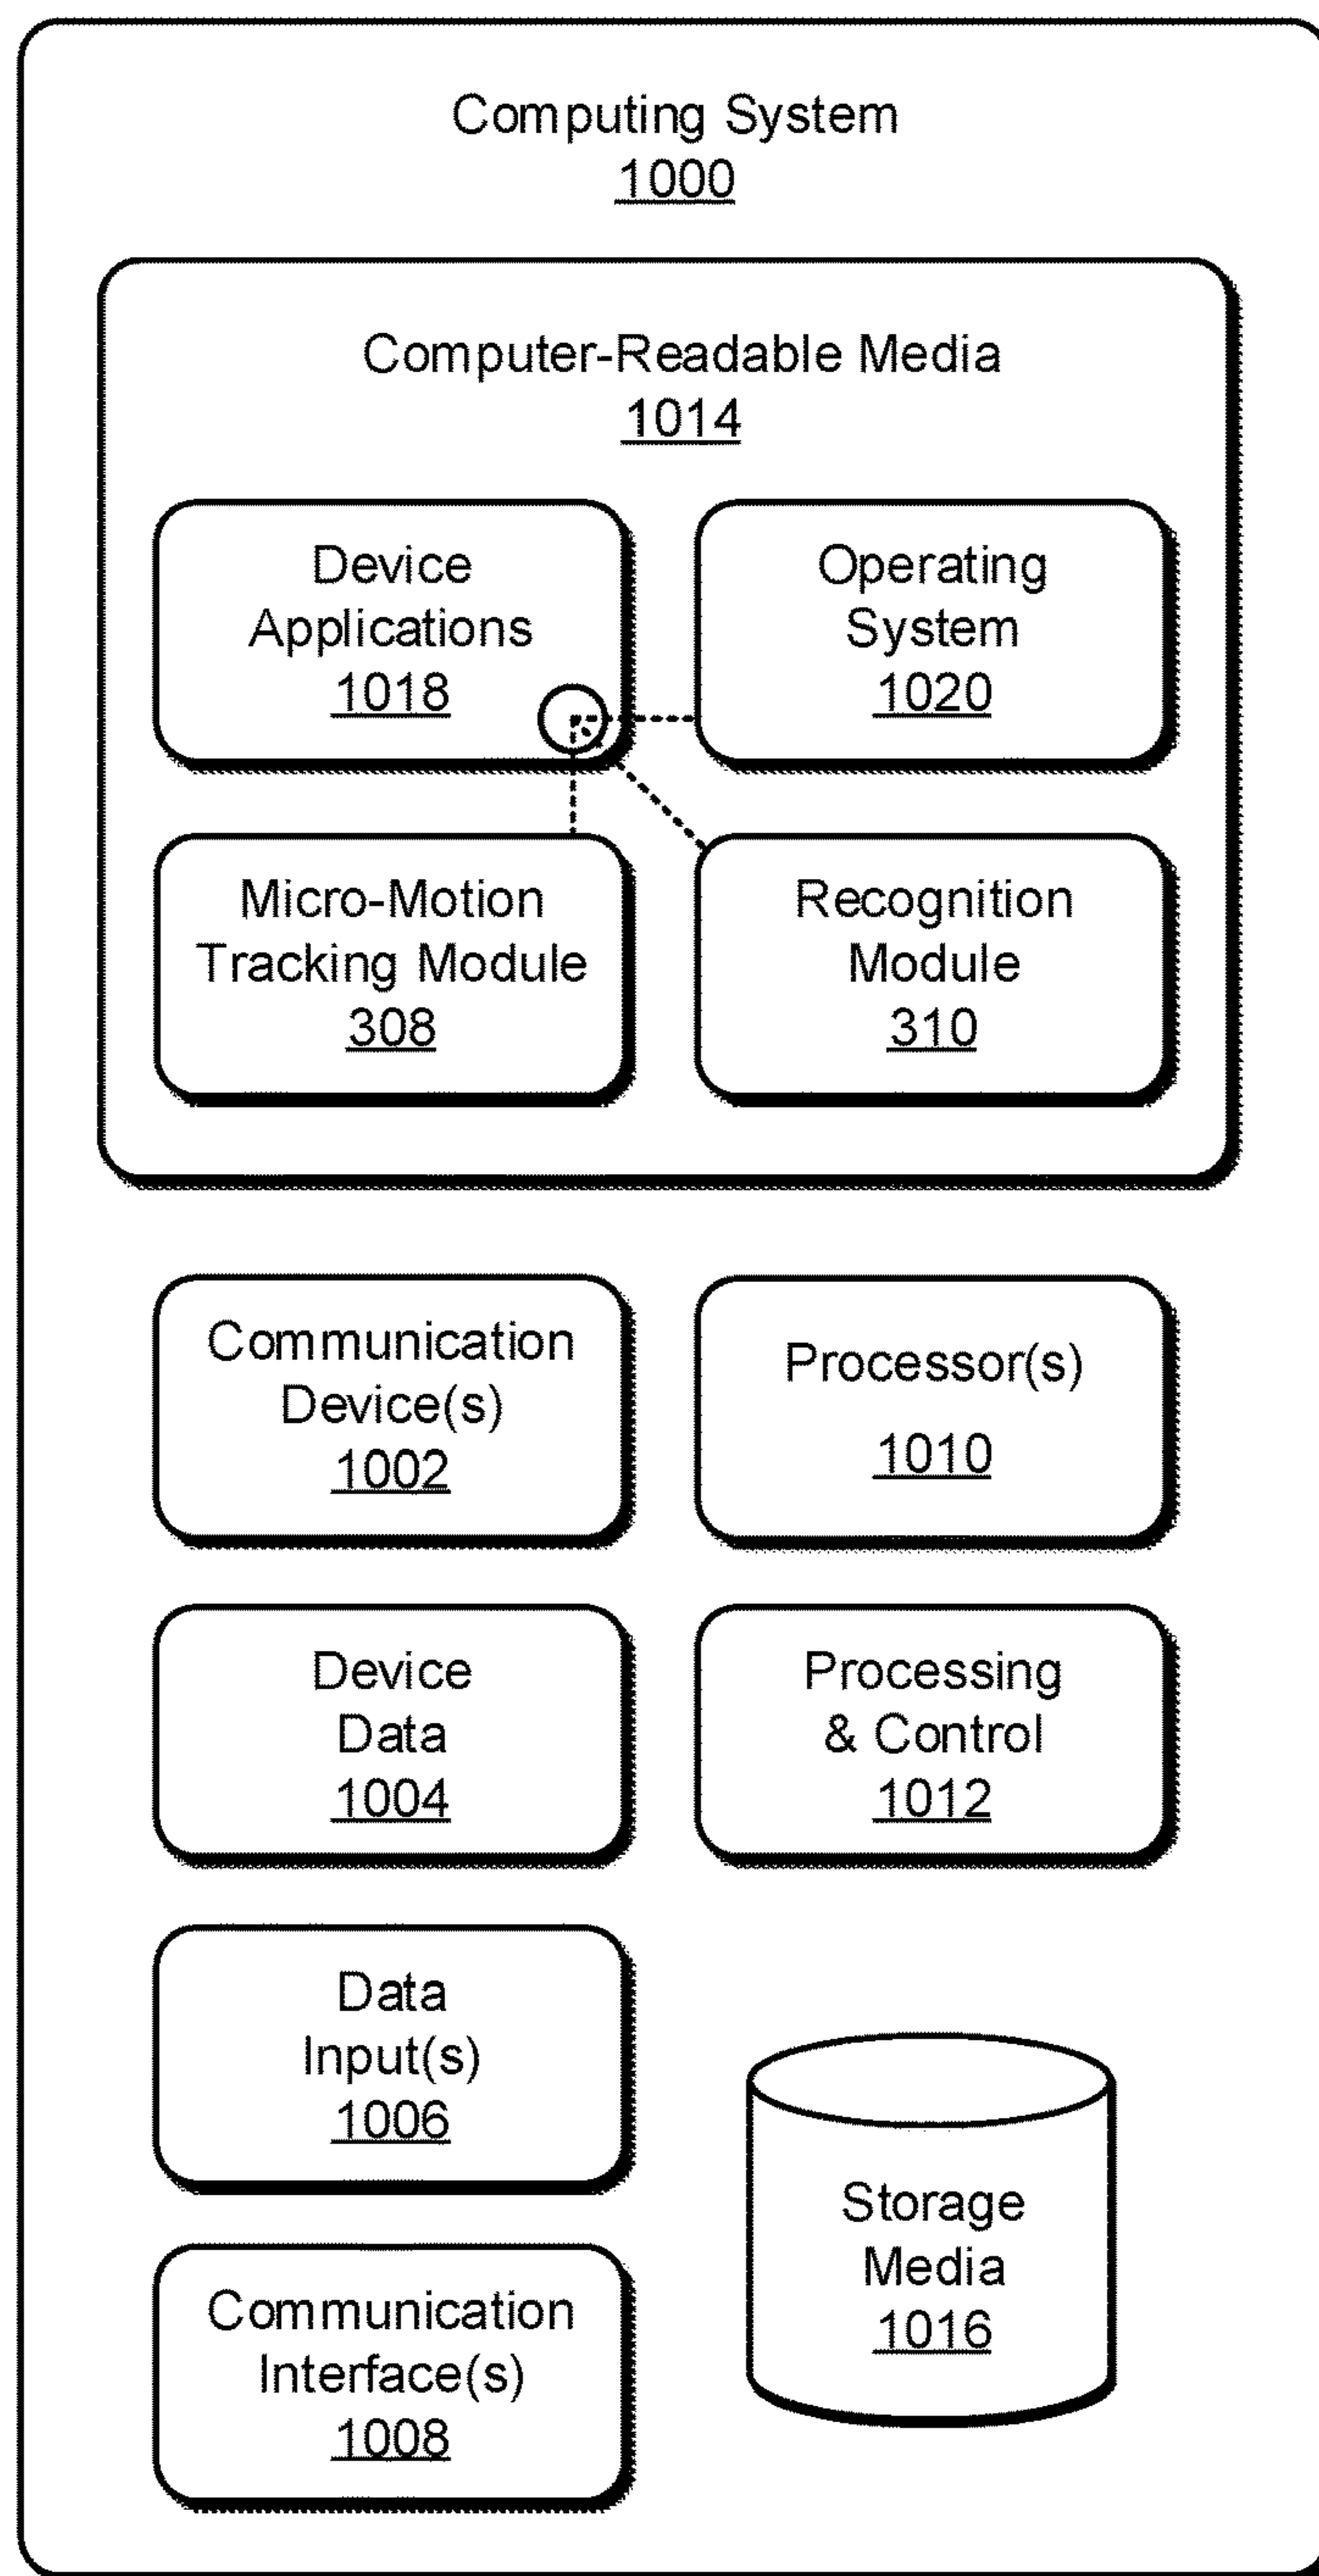 Computing System
1000
Computer-Readable Media
1014
Device
Applications
1018
Operating
System
1020
Micro-Motion
Tracking Module
308
Recognition
Module
310
Communication
Device(s)
1002
Processor(s)
1010
Device
Data
1004
Processing
& Control
1012
Data
Input(s)
1006
Storage
Media
1016
Communication
Interface(s)
1008